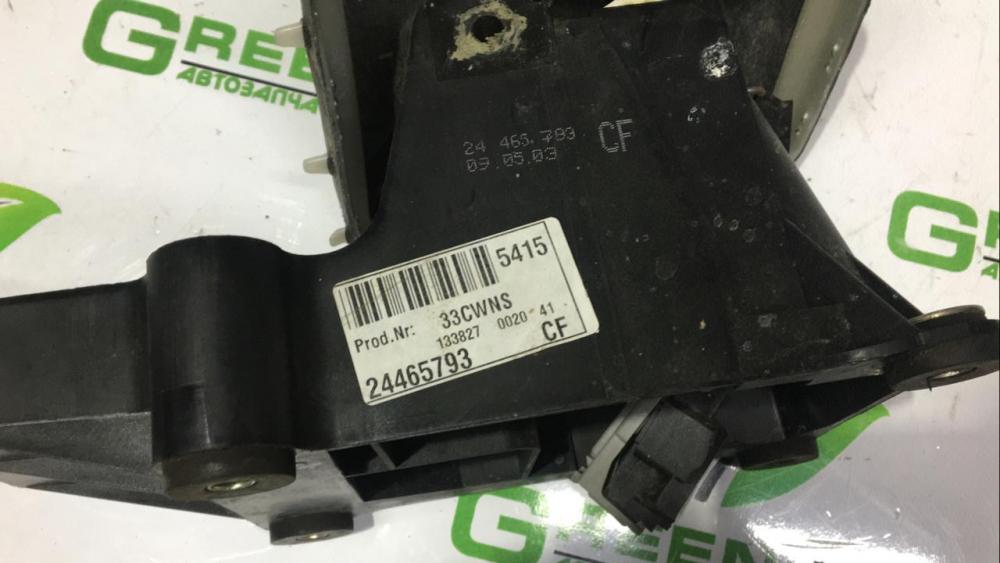 GREE
АВТОЗАПЧА
24 465.793 CF
09.05.03
5415
Prod.Nr: 33CWNS
133827 0020 41
24465793 CF
GREE
GREEN